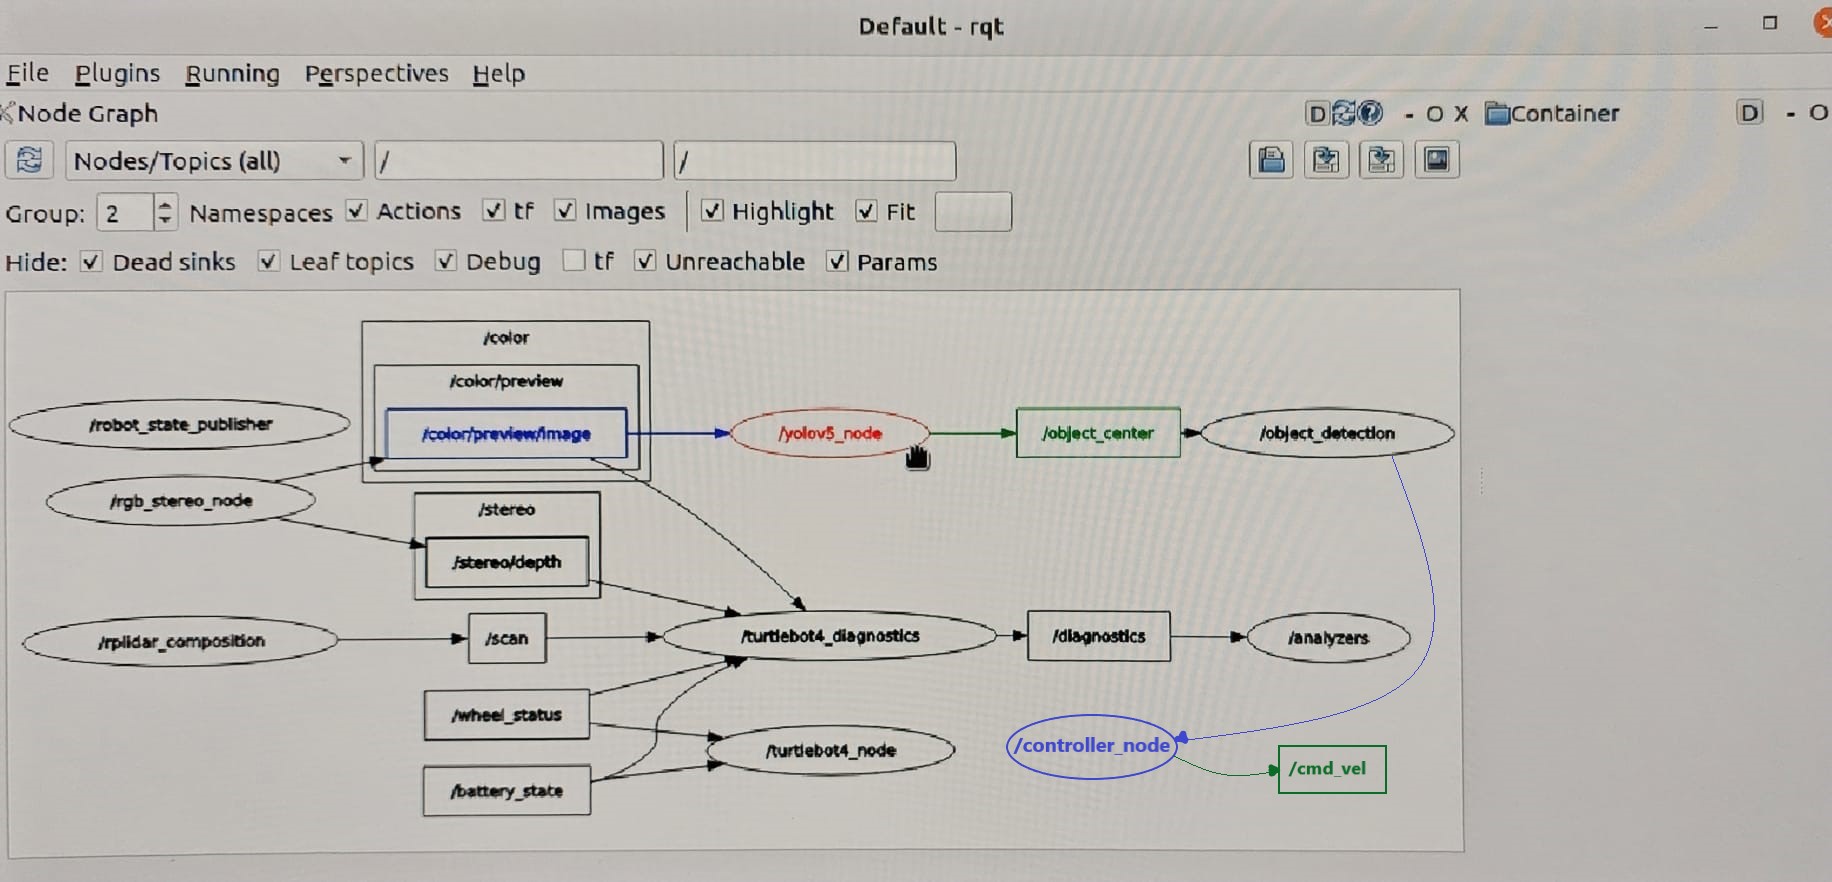 Default - rqt
File Plugins Running Perspectives Help
Node Graph
D - O X Container D - O
Nodes/Topics (all) / /
Group: 2 Namespaces Actions tf Images Highlight Fit
Hide: Dead sinks Leaf topics Debug tf Unreachable Params
/color
/color/preview
/robot_state_publisher
/color/preview/image
/yolov5_node
/object_center
/object_detection
/rgb_stereo_node
/stereo
/stereo/depth
/rplidar_composition
/scan
/turtlebot4_diagnostics
/diagnostics
/analyzers
/wheel_status
/turtlebot4_node
/controller_node
/cmd_vel
/battery_state